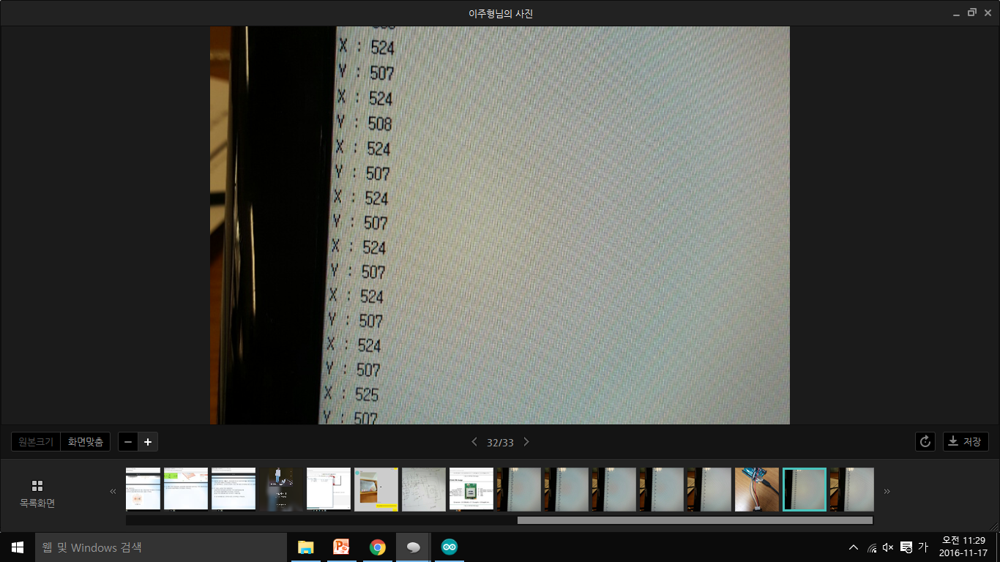 이주형님의 사진
X : 524
Y : 507
X : 524
Y : 508
X : 524
Y : 507
X : 524
Y : 507
X : 524
Y : 507
X : 524
Y : 507
X : 524
Y : 507
X : 525
Y : 507
원본크기 화면맞춤 − +
32/33
저장
목록화면
웹 및 Windows 검색
가
오전 11:29
2016-11-17